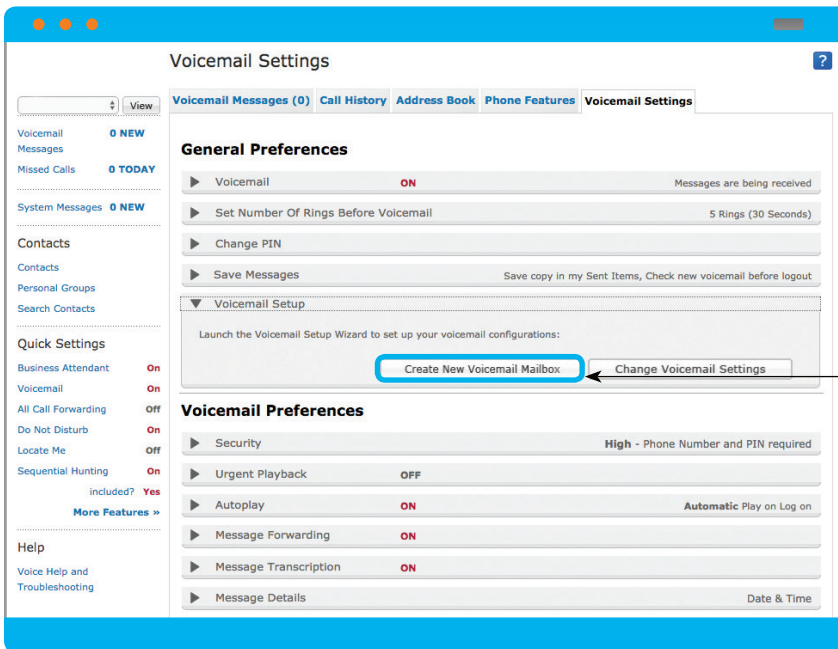 Voicemail Settings
?
View
Voicemail Messages (0) Call History Address Book Phone Features Voicemail Settings
Voicemail 0 NEW
Messages
Missed Calls 0 TODAY
System Messages 0 NEW
Contacts
Contacts
Personal Groups
Search Contacts
Quick Settings
Business Attendant On
Voicemail On
All Call Forwarding Off
Do Not Disturb On
Locate Me Off
Sequential Hunting On
included? Yes
More Features »
Help
Voice Help and
Troubleshooting
General Preferences
Voicemail ON Messages are being received
Set Number Of Rings Before Voicemail 5 Rings (30 Seconds)
Change PIN
Save Messages Save copy in my Sent Items, Check new voicemail before logout
Voicemail Setup
Launch the Voicemail Setup Wizard to set up your voicemail configurations:
Create New Voicemail Mailbox Change Voicemail Settings
Voicemail Preferences
Security High - Phone Number and PIN required
Urgent Playback OFF
Autoplay ON Automatic Play on Log on
Message Forwarding ON
Message Transcription ON
Message Details Date & Time